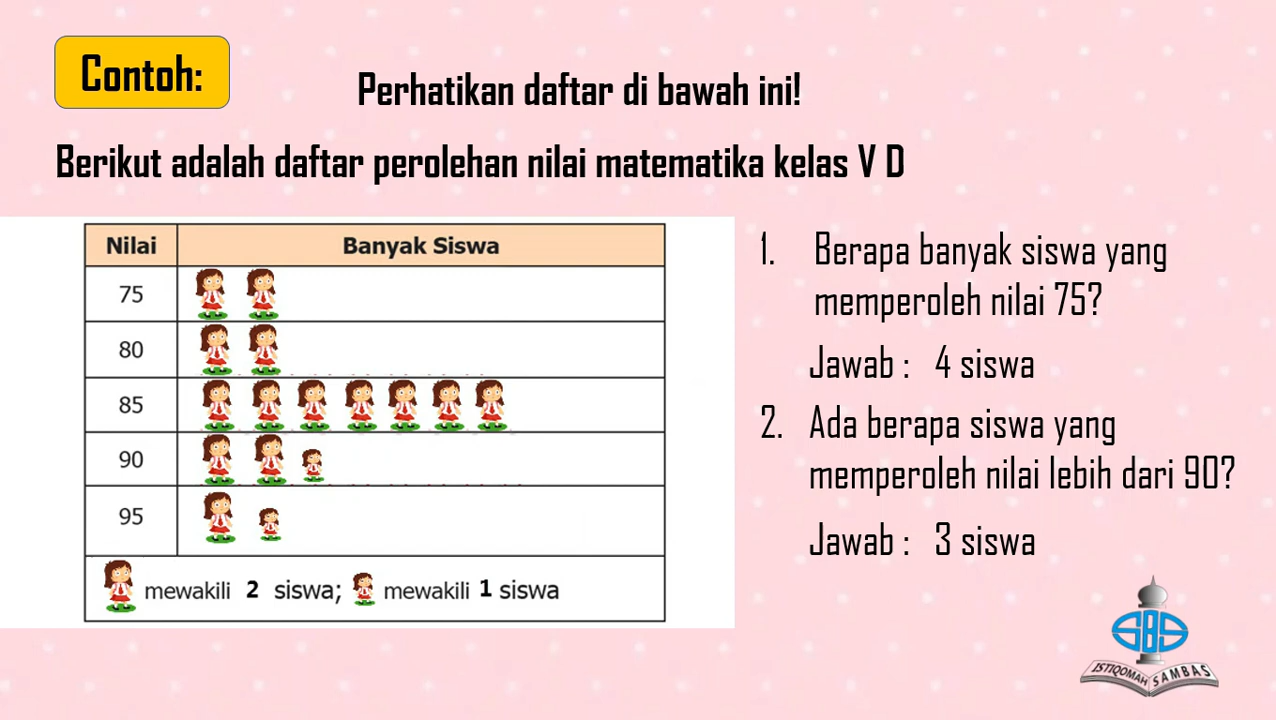 Contoh:
Perhatikan daftar di bawah ini!
Berikut adalah daftar perolehan nilai matematika kelas V D
Nilai Banyak Siswa
75
80
85
90
95
mewakili 2 siswa; mewakili 1 siswa
1. Berapa banyak siswa yang
memperoleh nilai 75?
Jawab : 4 siswa
2. Ada berapa siswa yang
memperoleh nilai lebih dari 90?
Jawab : 3 siswa
SBS
ISTIQOMAH SAMBAS